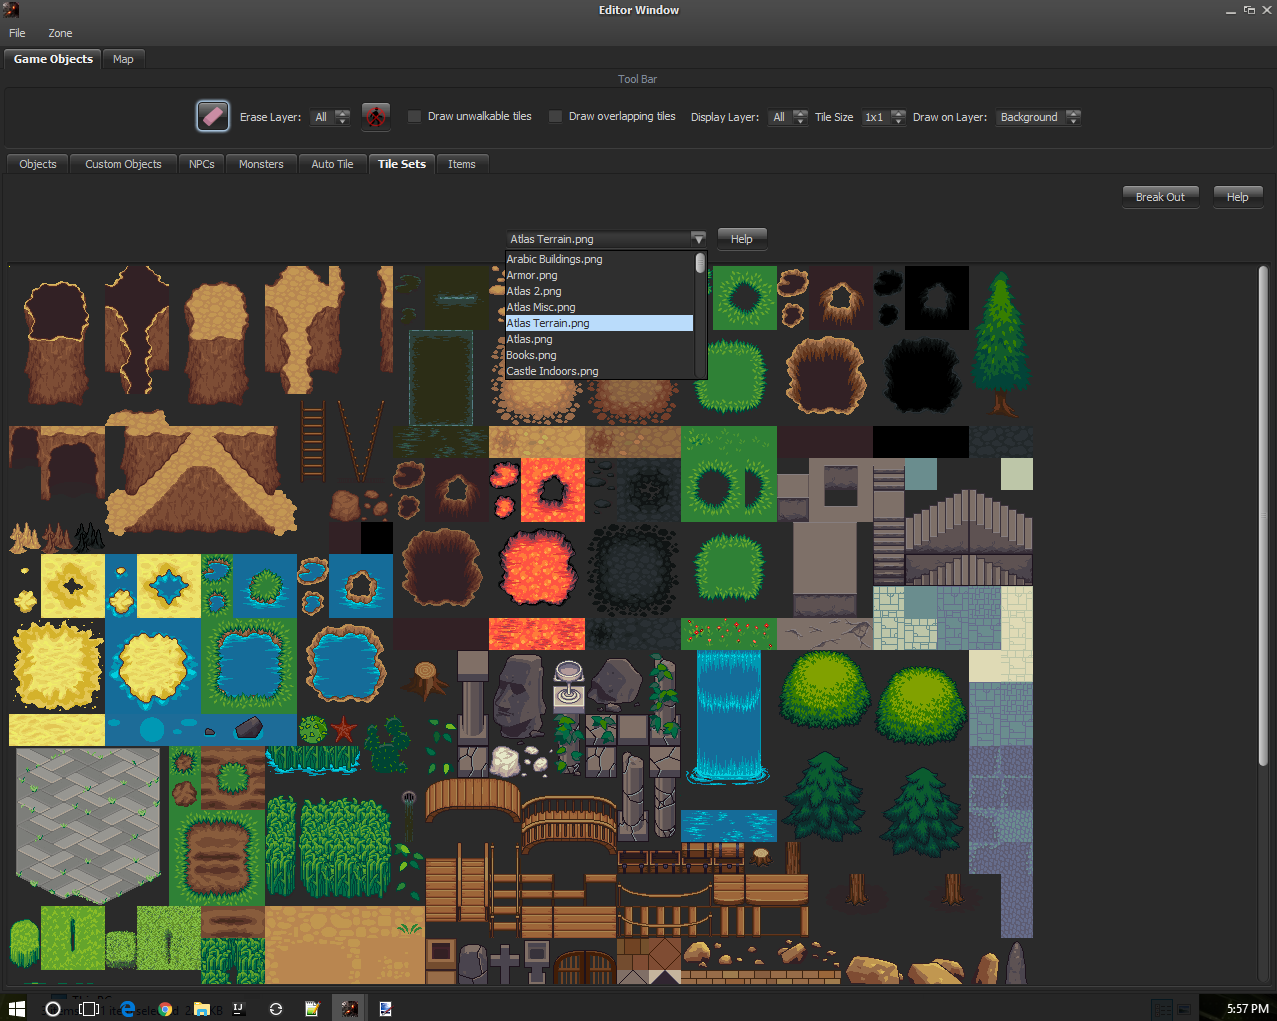 Editor Window
File Zone
Game Objects Map
Tool Bar
Erase Layer: All Draw unwalkable tiles Draw overlapping tiles Display Layer: All Tile Size 1x1 Draw on Layer: Background
Objects Custom Objects NPCs Monsters Auto Tile Tile Sets Items
Break Out Help
Atlas Terrain.png Help
Arabic Buildings.png
Armor.png
Atlas 2.png
Atlas Misc.png
Atlas Terrain.png
Atlas.png
Books.png
Castle Indoors.png
5:57 PM